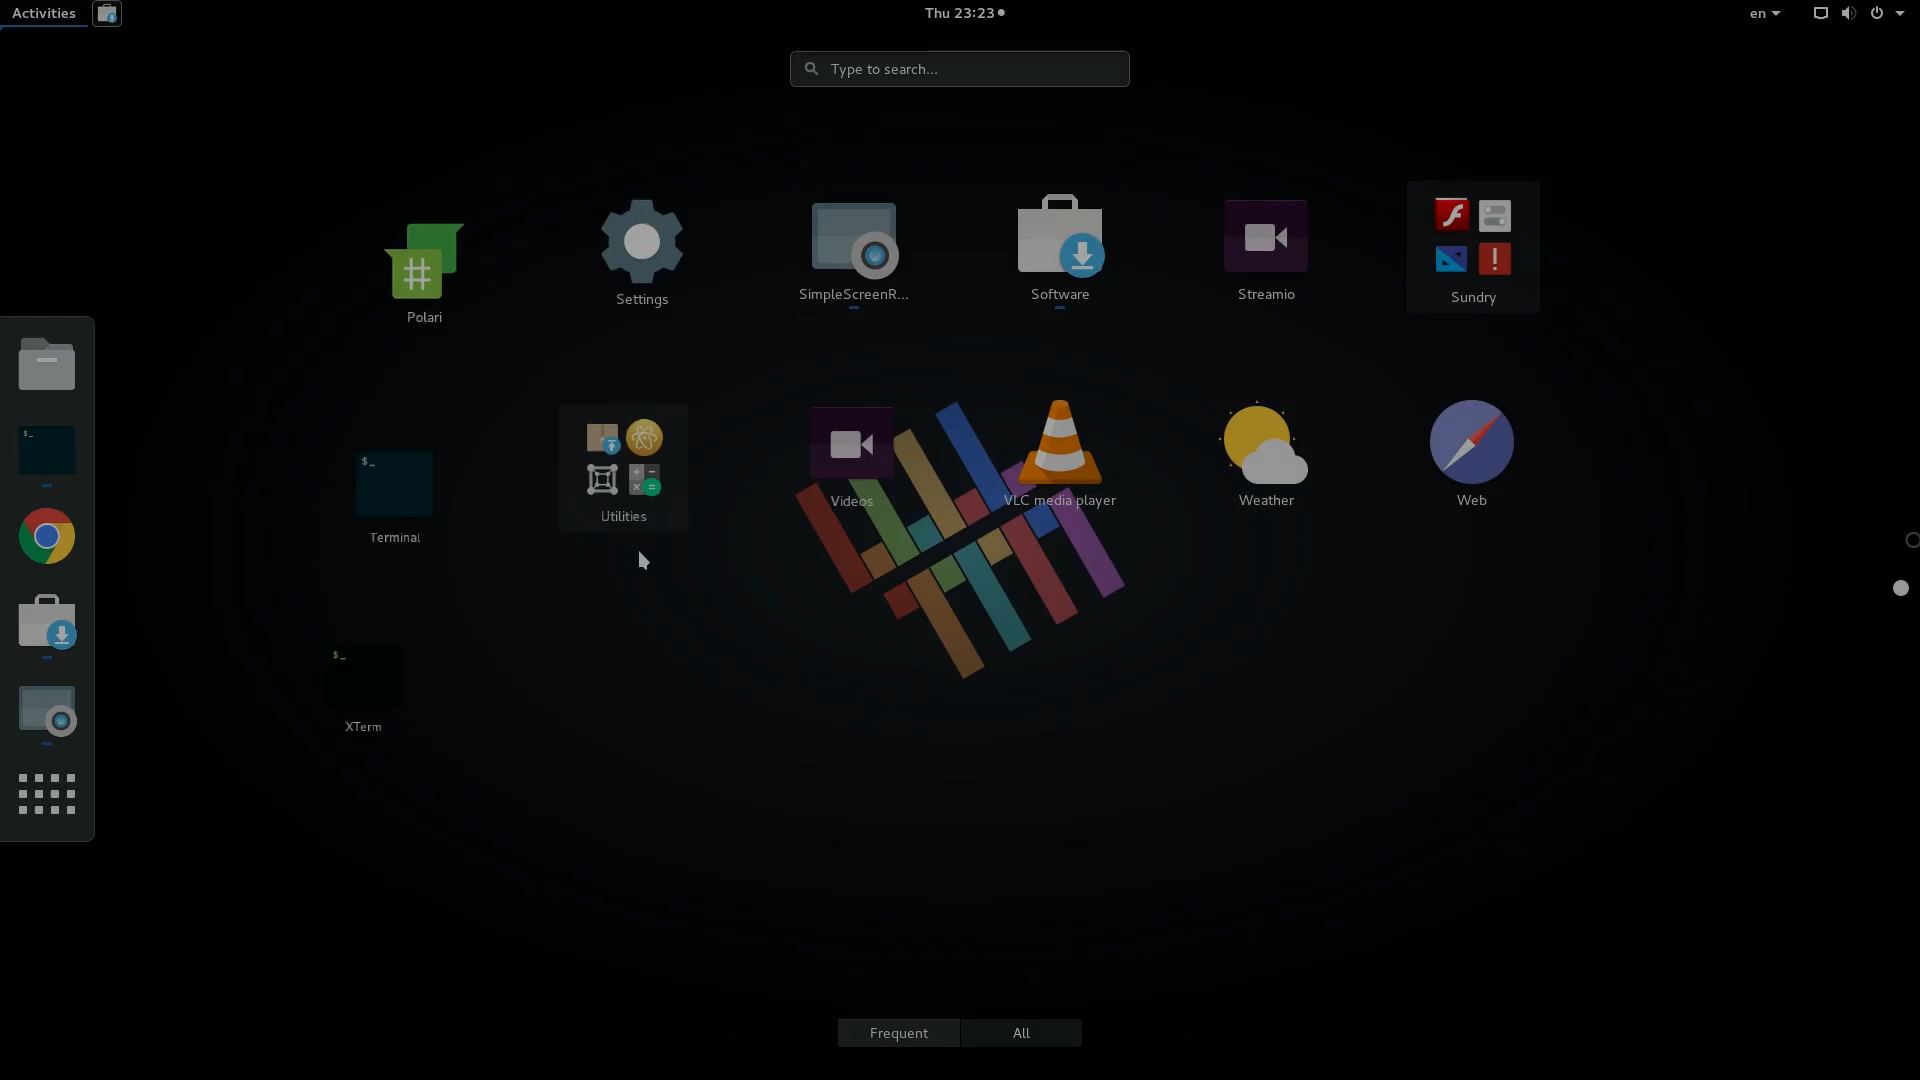 Activities
Thu 23:23
en
Type to search...
Polari
Settings
SimpleScreenR...
Software
Streamio
Sundry
$_
$_
Terminal
Utilities
Videos
VLC media player
Weather
Web
$_
XTerm
Frequent
All